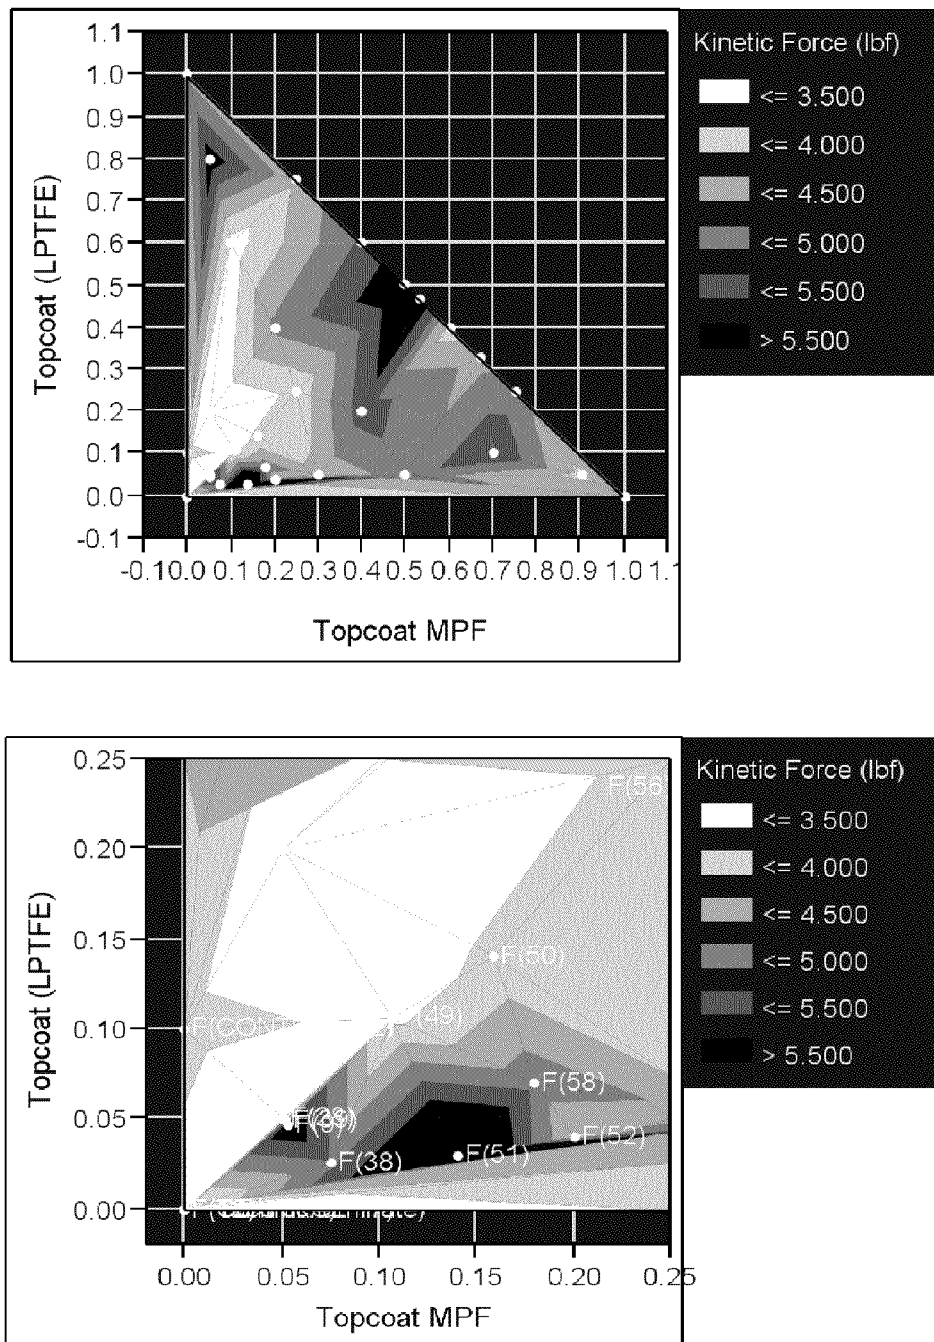 Kinetic Force (lbf)
<= 3.500
<= 4.000
<= 4.500
<= 5.000
<= 5.500
> 5.500
Topcoat (LPTFE)
1.1
1.0
0.9
0.8
0.7
0.6
0.5
0.4
0.3
0.2
0.1
0.0
-0.1
-0.10.0 0.1 0.2 0.3 0.4 0.5 0.6 0.7 0.8 0.9 1.0 1.1
Topcoat MPF
Kinetic Force (lbf)
<= 3.500
<= 4.000
<= 4.500
<= 5.000
<= 5.500
> 5.500
Topcoat (LPTFE)
0.25
0.20
0.15
0.10
0.05
0.00
F(56
F(50)
(49)
F(CONT
F(58)
F(52)
F(51)
F(38)
0.00 0.05 0.10 0.15 0.20 0.25
Topcoat MPF